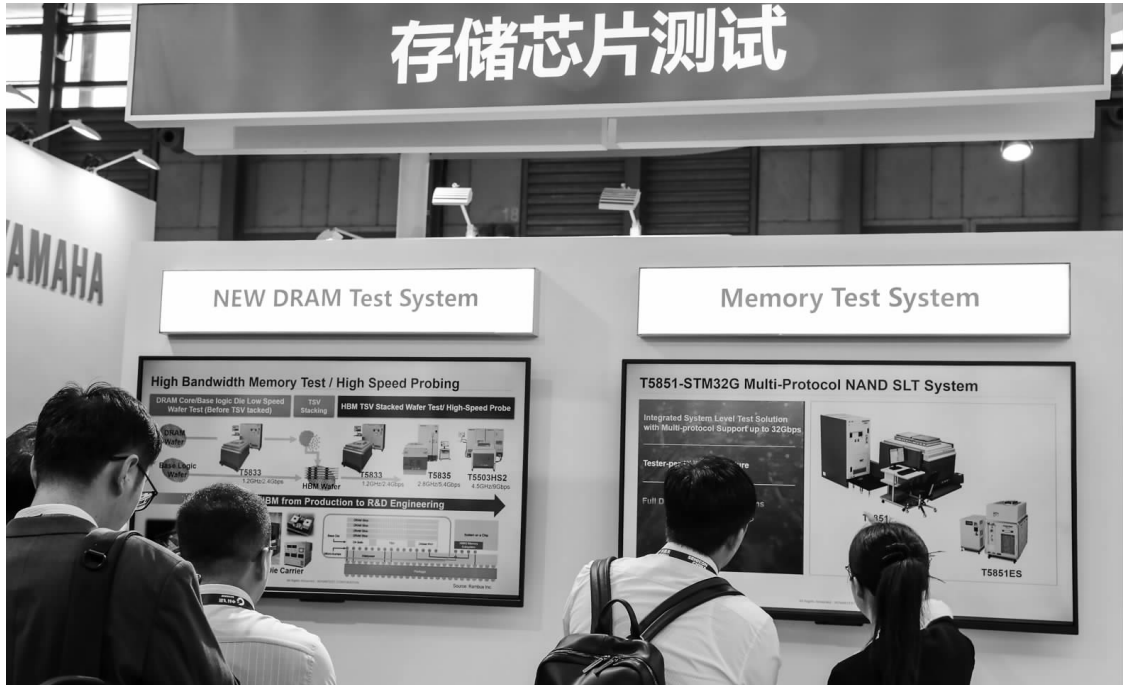 存储芯片测试
YAMAHA
NEW DRAM Test System
Memory Test System
High Bandwidth Memory Test / High Speed Probing
DRAM Core/Base logic Die Low Speed
Wafer Test (Before TSV tacked)
TSV
Stacking
HBM TSV Stacked Wafer Test/ High-Speed Probe
DRAM
Wafer
Base Logic
Wafer
T5833
1.2GHz/2.4Gbps
HBM Wafer
T5833
1.2GHz/2.4Gbps
T5835
2.8GHz/5.4Gbps
T5503HS2
4.5GHz/9Gbps
HBM from Production to R&D Engineering
Carrier
Source: Rambus Inc
T5851-STM32G Multi-Protocol NAND SLT System
Integrated System Level Test Solution
with Multi-protocol Support up to 32Gbps
Full
T5851ES